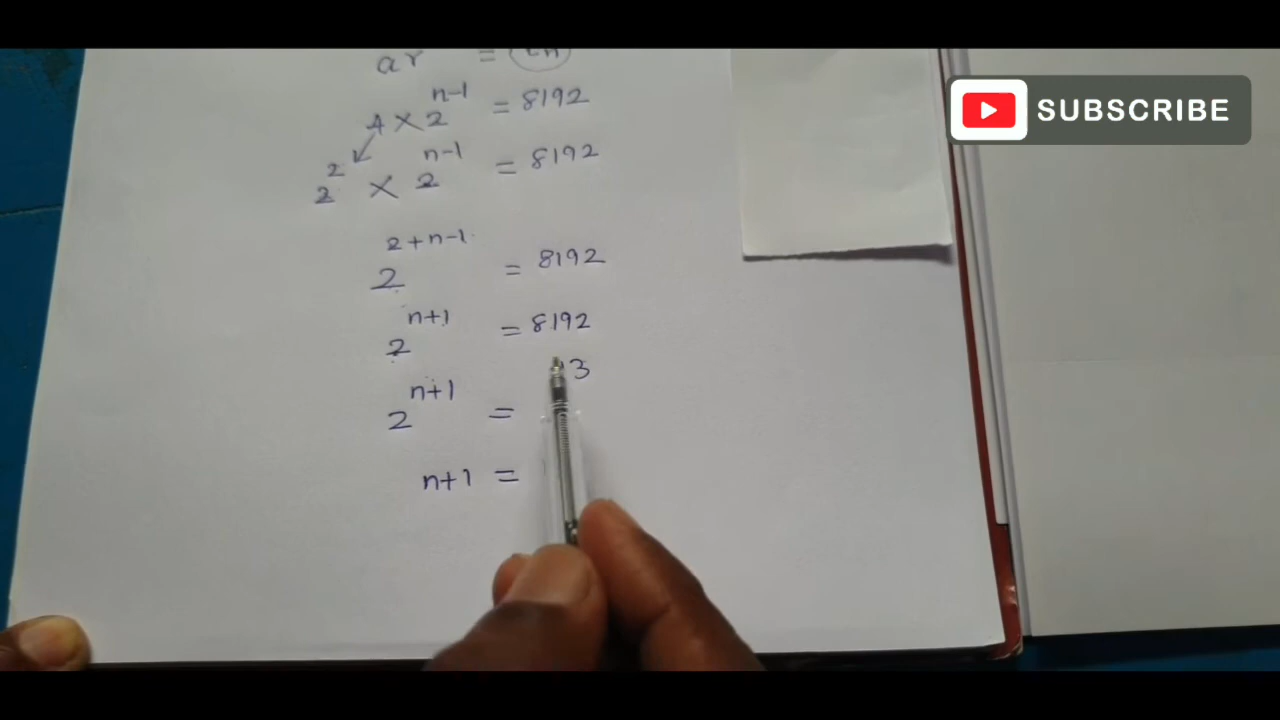 ar =
4 × 2^n-1 = 8192
2^2 × 2^n-1 = 8192
2^2+n-1 = 8192
2^n+1 = 8192
2^n+1 = 3
n+1 =
SUBSCRIBE